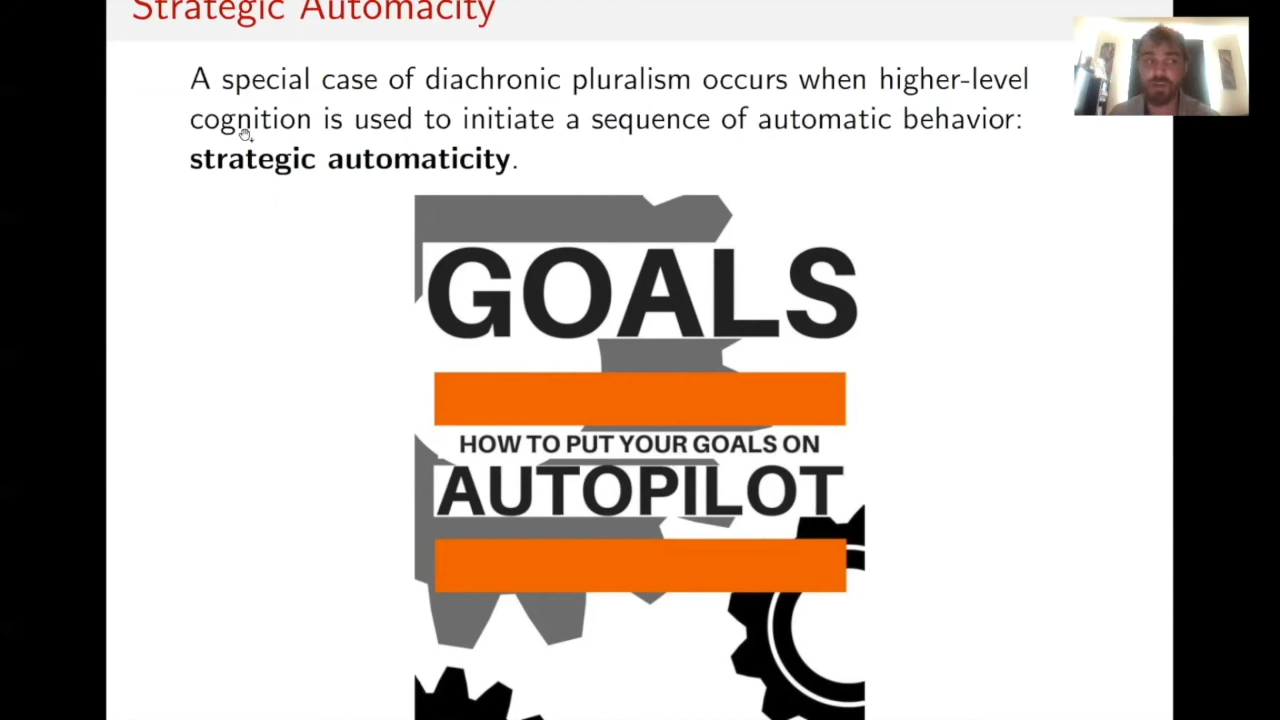 Strategic Automacity
A special case of diachronic pluralism occurs when higher-level
cognition is used to initiate a sequence of automatic behavior:
strategic automaticity.
GOALS
HOW TO PUT YOUR GOALS ON
AUTOPILOT